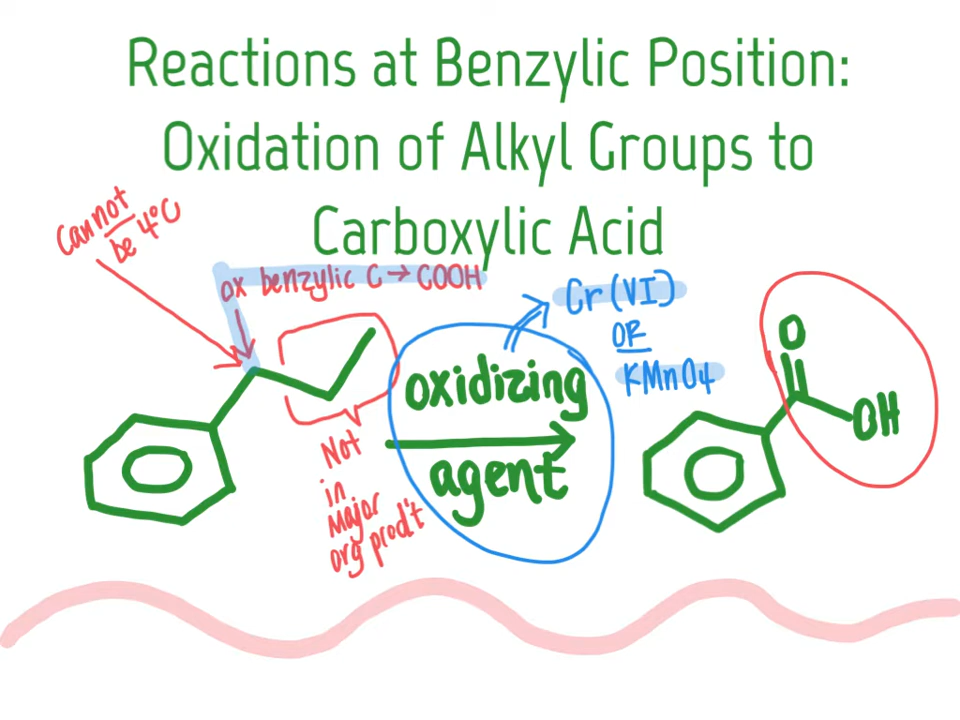 Reactions at Benzylic Position:
Oxidation of Alkyl Groups to
Carboxylic Acid
Cannot
be 4°C
ox benzylic C → COOH
Cr(VI)
OR
KMnO4
oxidizing
agent
O
OH
Not
in
Major
org prod't